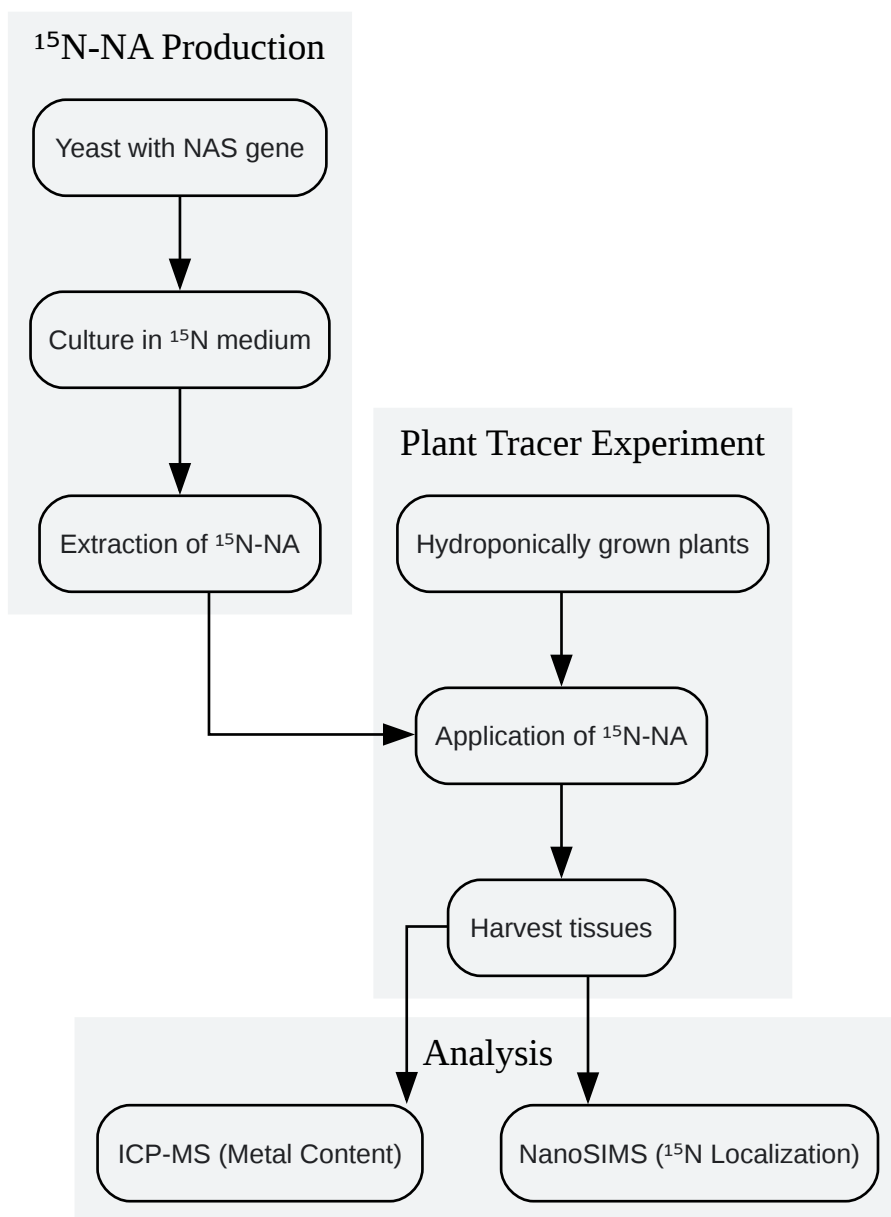 ¹⁵N-NA Production
Yeast with NAS gene
Culture in ¹⁵N medium
Extraction of ¹⁵N-NA
Plant Tracer Experiment
Hydroponically grown plants
Application of ¹⁵N-NA
Harvest tissues
Analysis
ICP-MS (Metal Content)
NanoSIMS (¹⁵N Localization)